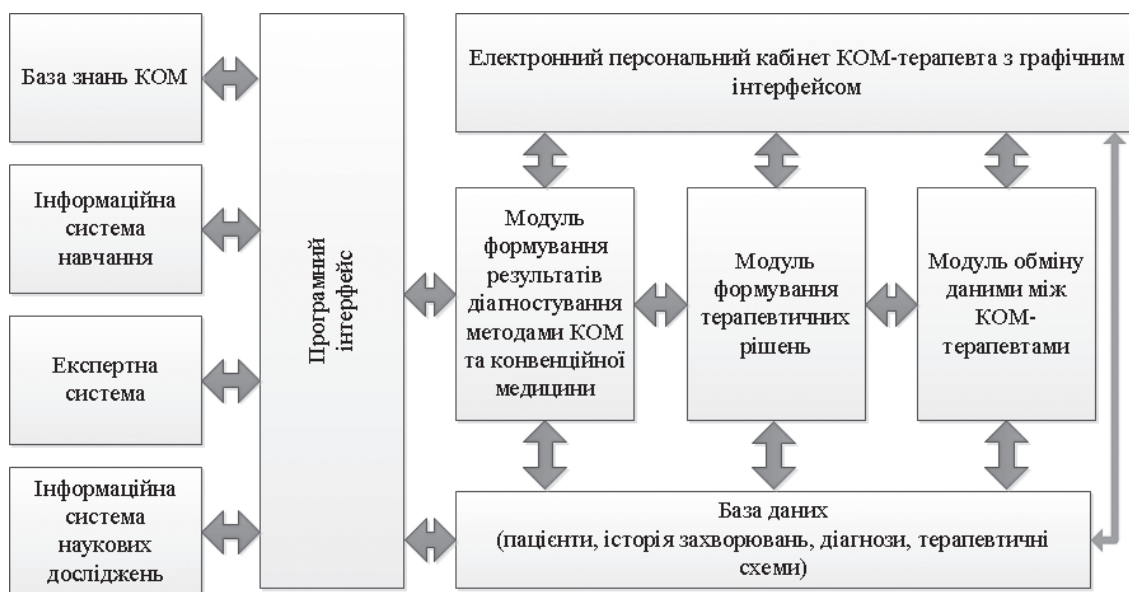 База знань КОМ
Інформаційна
система
навчання
Експертна
система
Інформаційна
система
наукових
досліджень
Програмний
інтерфейс
Електронний персональний кабінет КОМ-терапевта з графічним
інтерфейсом
Модуль
формування
результатів
діагностування
методами КОМ
та конвенційної
медицини
Модуль
формування
терапевтичних
рішень
Модуль обміну
даними між
КОМ-
терапевтами
База даних
(пацієнти, історія захворювань, діагнози, терапевтичні
схеми)